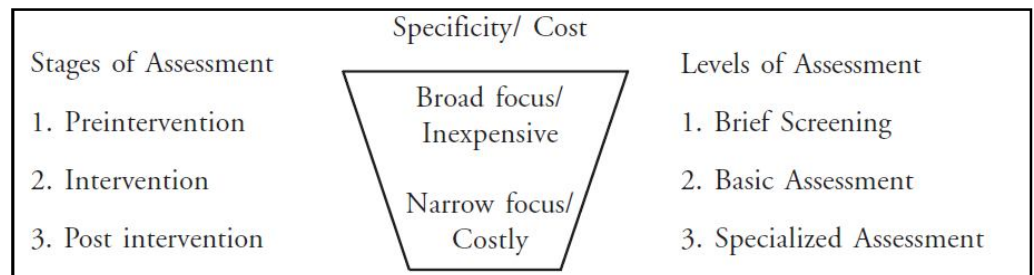 Specificity/ Cost
Stages of Assessment
1. Preintervention
2. Intervention
3. Post intervention
Broad focus/
Inexpensive
Narrow focus/
Costly
Levels of Assessment
1. Brief Screening
2. Basic Assessment
3. Specialized Assessment